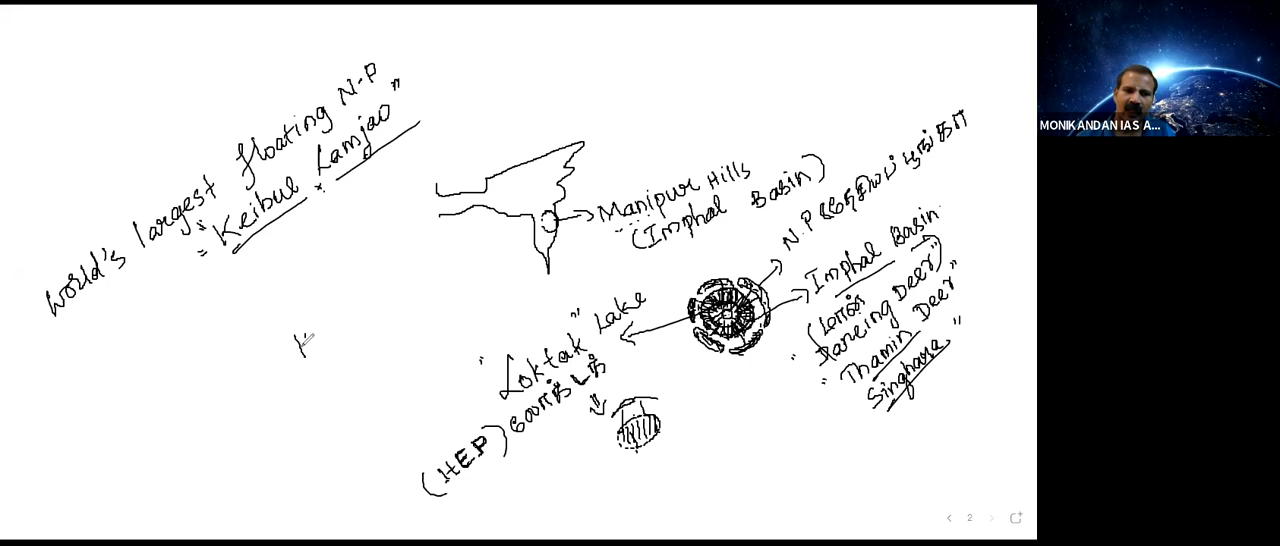 World's largest floating N.P
"Keibul Lamjao"
Manipur Hills
(Imphal Basin)
N.P
Imphal Basin
Dancing Deer")
"Thamin Deer"
Singhara"
"Loktak" Lake
லோக்டக்
(HEP)
MONIKANDAN IAS A...
2